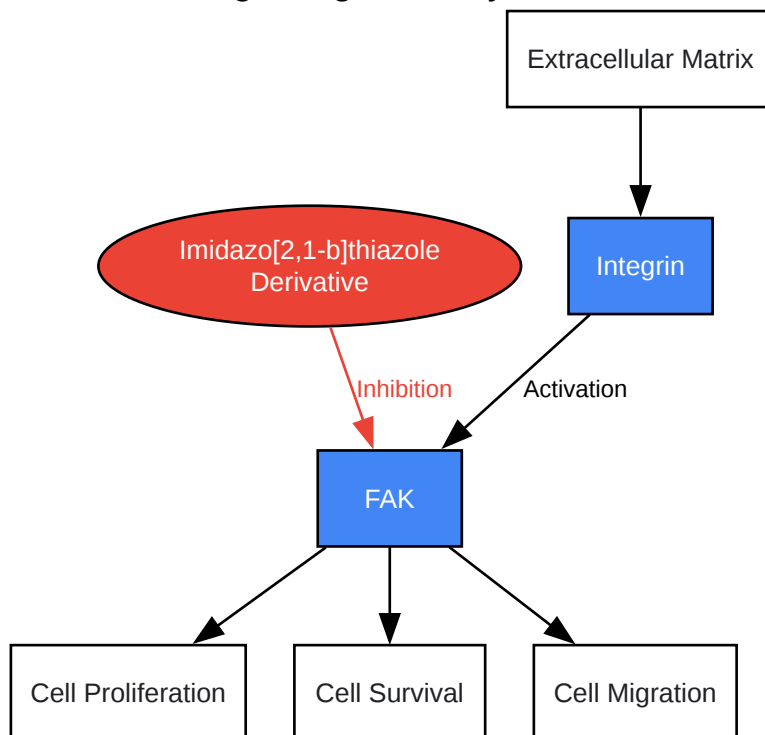 Extracellular Matrix
Imidazo[2,1-b]thiazole
Derivative
Integrin
Inhibition
Activation
FAK
Cell Proliferation
Cell Survival
Cell Migration